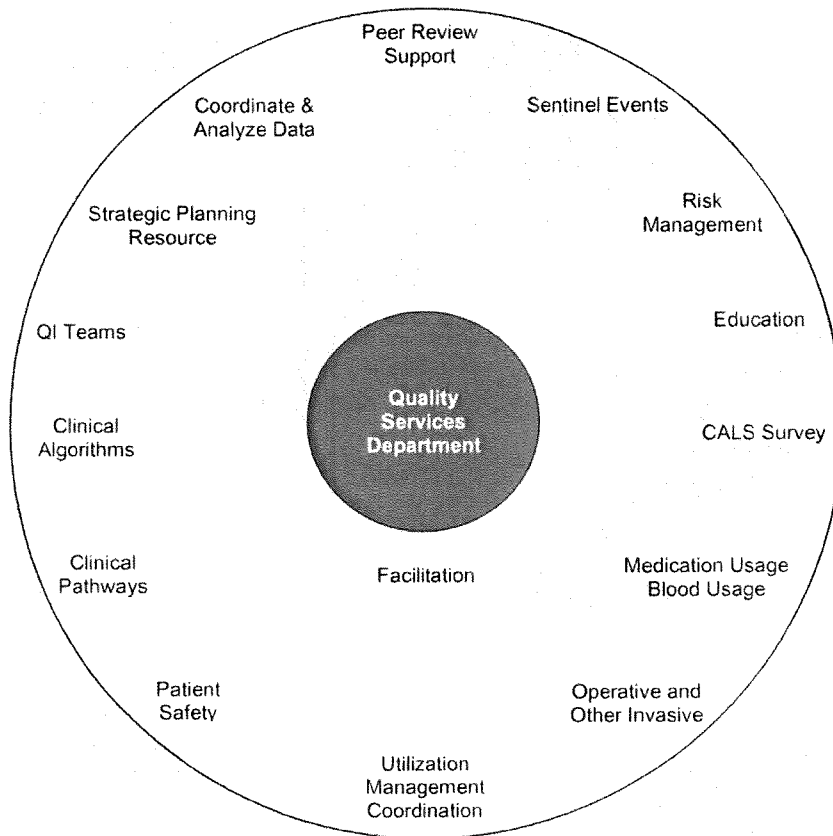 Peer Review
Support
Coordinate &
Analyze Data
Sentinel Events
Strategic Planning
Resource
Risk
Management
QI Teams
Education
Quality
Services
Department
Clinical
Algorithms
CALS Survey
Clinical
Pathways
Facilitation
Medication Usage
Blood Usage
Patient
Safety
Operative and
Other Invasive
Utilization
Management
Coordination